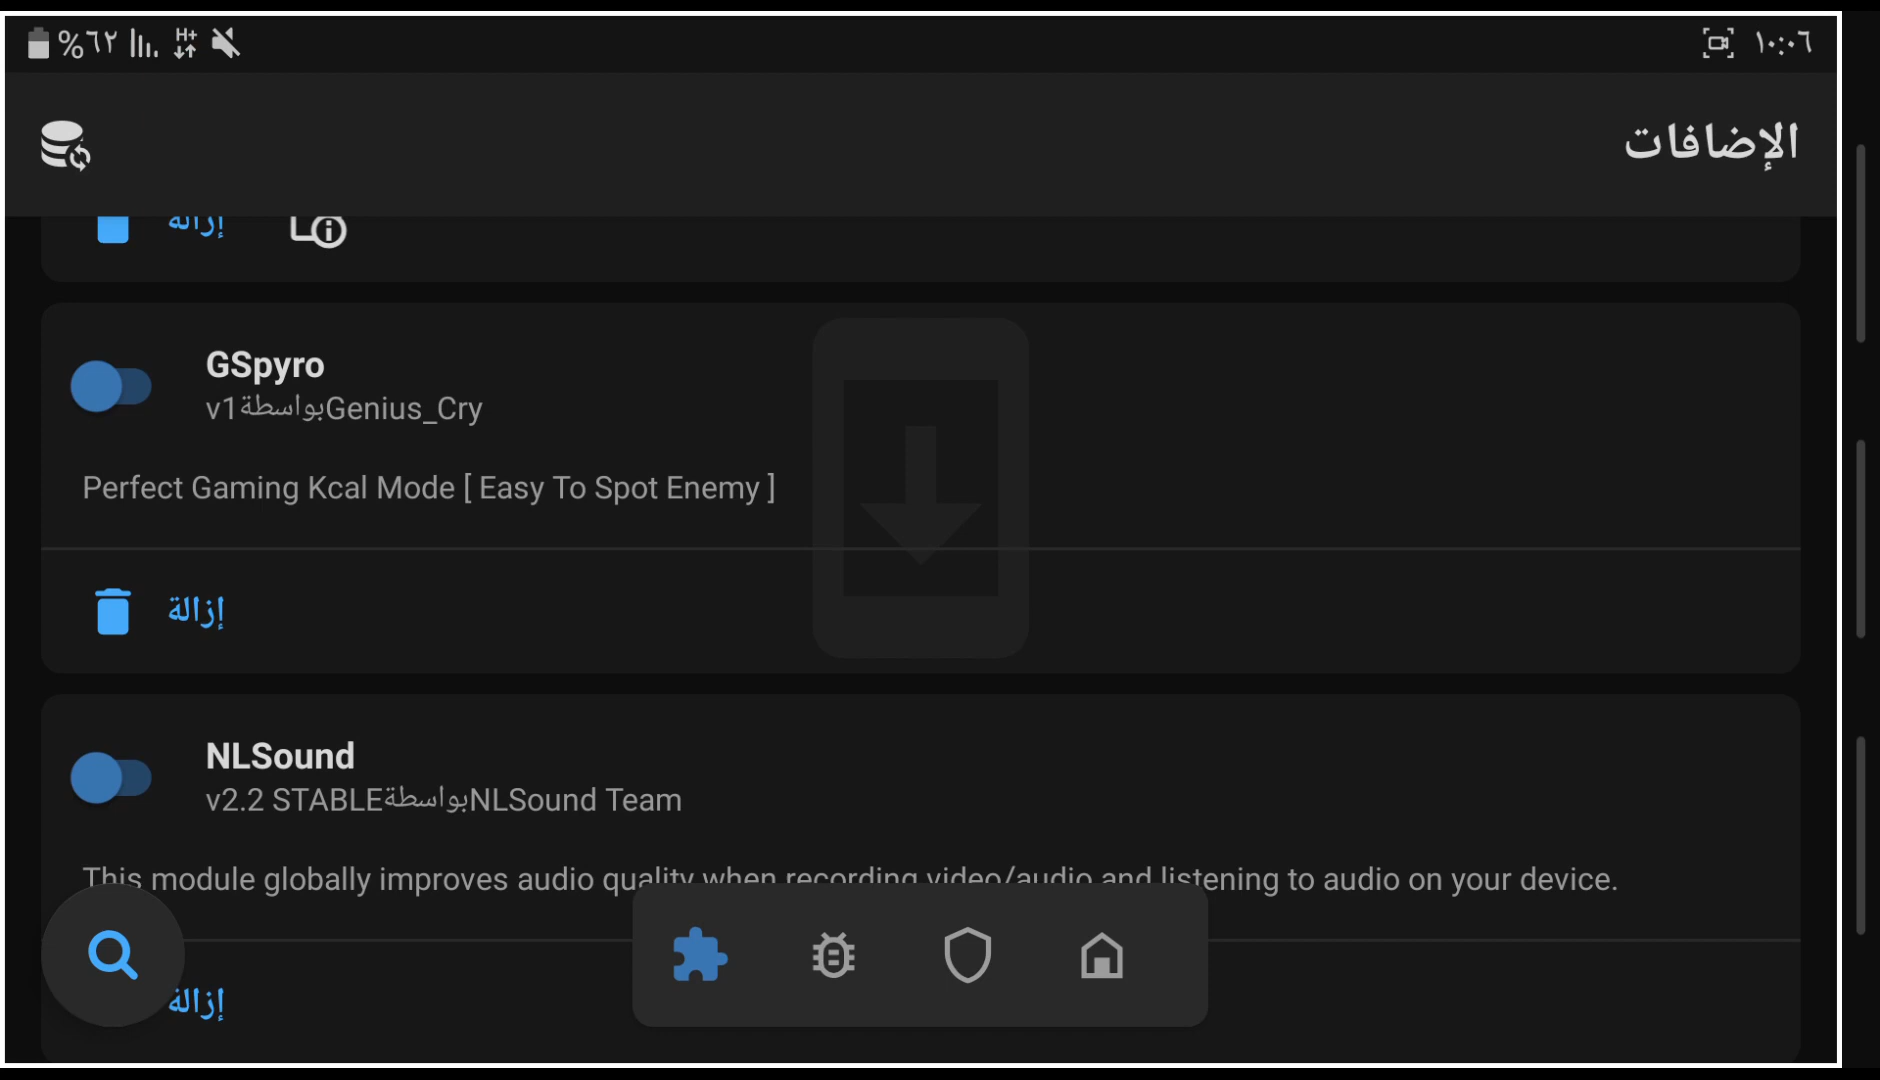 %٦٢ H+
١٠:٠٦
الإضافات
إزالة
GSpyro
v1بواسطةGenius_Cry
Perfect Gaming Kcal Mode [ Easy To Spot Enemy ]
إزالة
NLSound
v2.2 STABLEبواسطةNLSound Team
This module globally improves audio quality when recording video/audio and listening to audio on your device.
إزالة